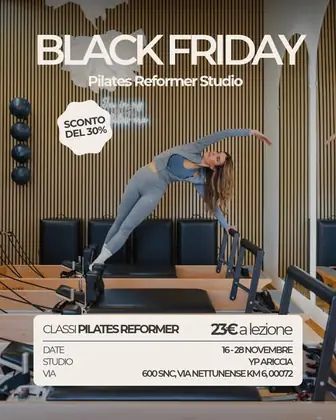 BLACK FRIDAY
Pilates Reformer Studio
SCONTO
DEL 30%
CLASSI PILATES REFORMER 23€ a lezione
DATE 16 - 28 NOVEMBRE
STUDIO YP ARICCIA
VIA 600 SNC, VIA NETTUNENSE KM 6, 00072